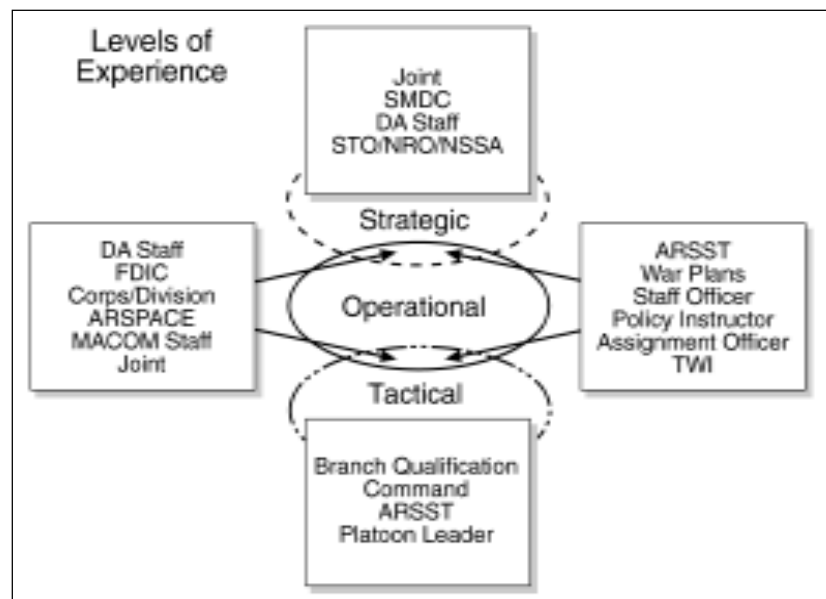 Levels of
Experience
Joint
SMDC
DA Staff
STO/NRO/NSSA
Strategic
DA Staff
FDIC
Corps/Division
ARSPACE
MACOM Staff
Joint
Operational
ARSST
War Plans
Staff Officer
Policy Instructor
Assignment Officer
TWI
Tactical
Branch Qualification
Command
ARSST
Platoon Leader